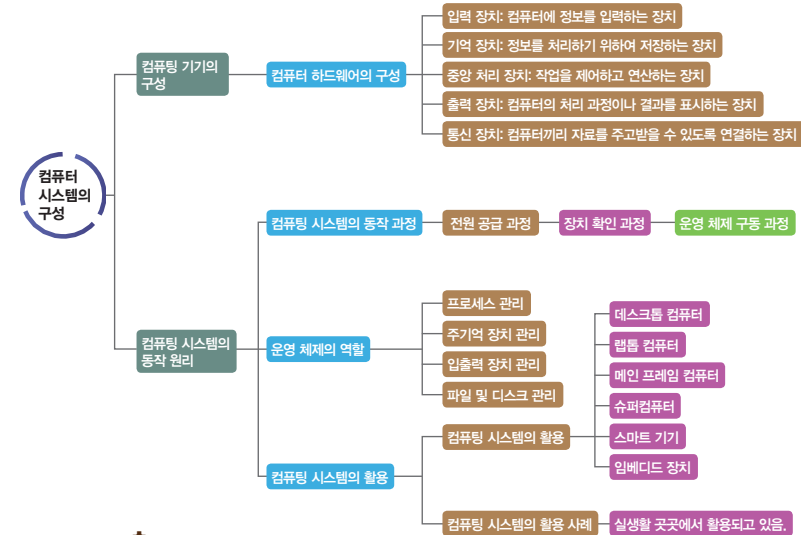 컴퓨터
시스템의
구성
컴퓨팅 기기의
구성
컴퓨터 하드웨어의 구성
입력 장치: 컴퓨터에 정보를 입력하는 장치
기억 장치: 정보를 처리하기 위하여 저장하는 장치
중앙 처리 장치: 작업을 제어하고 연산하는 장치
출력 장치: 컴퓨터의 처리 과정이나 결과를 표시하는 장치
통신 장치: 컴퓨터끼리 자료를 주고받을 수 있도록 연결하는 장치
컴퓨팅 시스템의
동작 원리
컴퓨팅 시스템의 동작 과정
전원 공급 과정
장치 확인 과정
운영 체제 구동 과정
운영 체제의 역할
프로세스 관리
주기억 장치 관리
입출력 장치 관리
파일 및 디스크 관리
컴퓨팅 시스템의 활용
컴퓨팅 시스템의 활용
데스크톱 컴퓨터
랩톱 컴퓨터
메인 프레임 컴퓨터
슈퍼컴퓨터
스마트 기기
임베디드 장치
컴퓨팅 시스템의 활용 사례
실생활 곳곳에서 활용되고 있음.